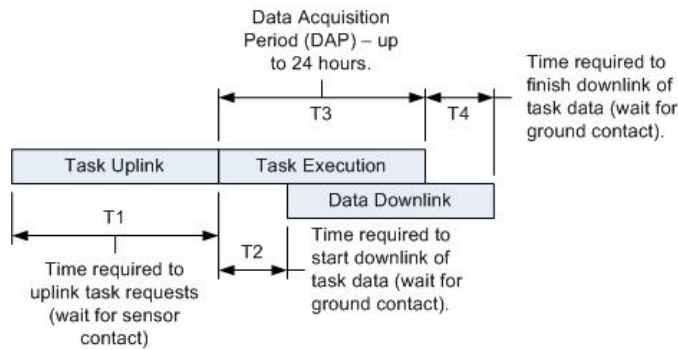 Data Acquisition
Period (DAP) – up
to 24 hours.
Time required to
finish downlink of
task data (wait for
ground contact).
T3
T4
Task Uplink
Task Execution
Data Downlink
T1
T2
Time required to
uplink task requests
(wait for sensor
contact)
Time required to
start downlink of
task data (wait for
ground contact).